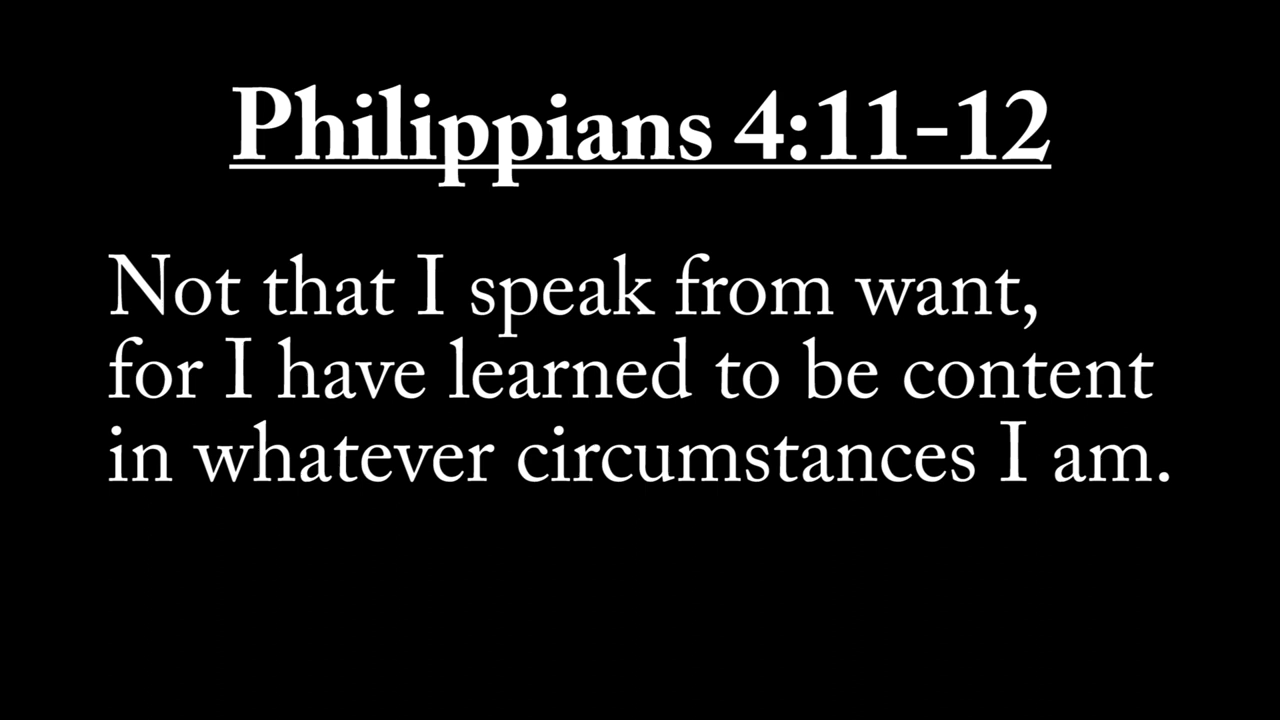 Philippians 4:11-12
Not that I speak from want,
for I have learned to be content
in whatever circumstances I am.